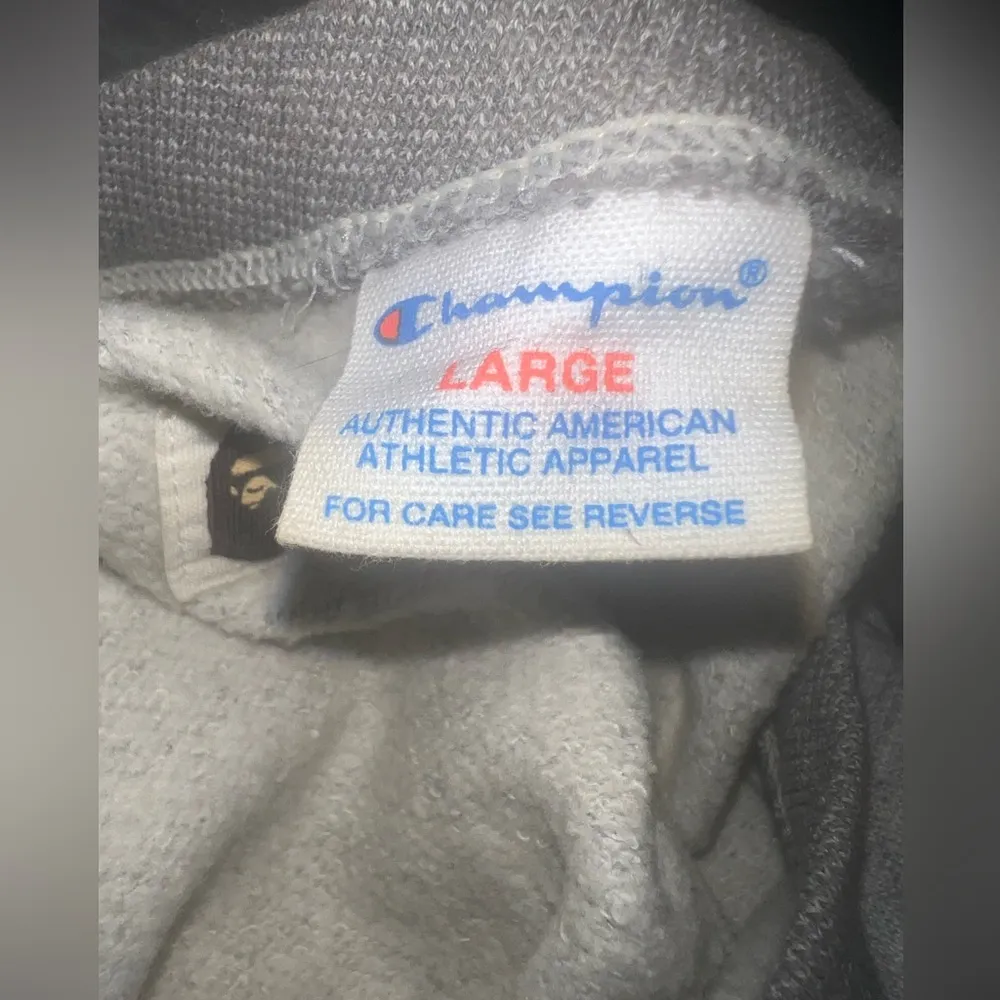 Champion®
LARGE
AUTHENTIC AMERICAN
ATHLETIC APPAREL
FOR CARE SEE REVERSE